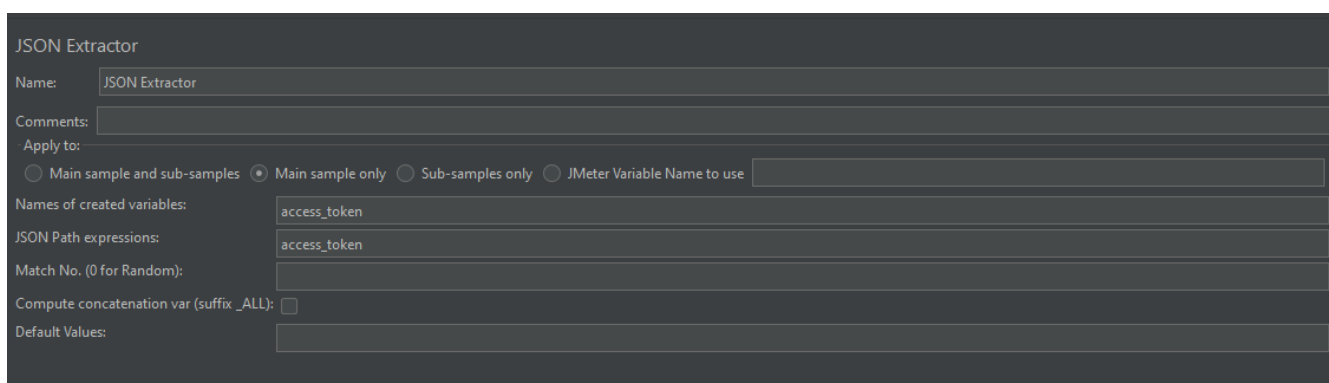 JSON Extractor
Name: JSON Extractor
Comments:
Apply to:
Main sample and sub-samples Main sample only Sub-samples only JMeter Variable Name to use
Names of created variables: access_token
JSON Path expressions: access_token
Match No. (0 for Random):
Compute concatenation var (suffix _ALL):
Default Values: